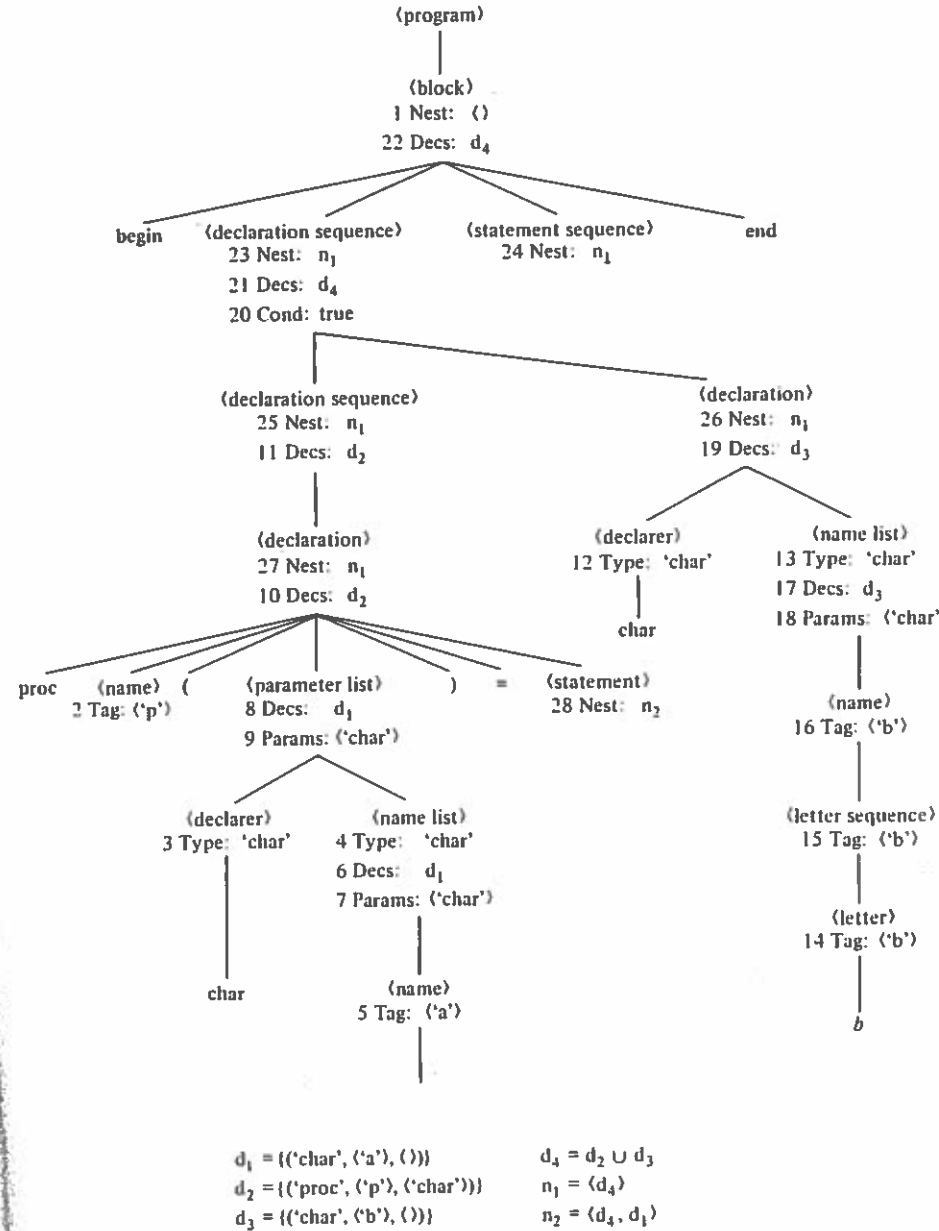 ⟨program⟩
⟨block⟩
1 Nest: ⟨⟩
22 Decs: d₄
begin ⟨declaration sequence⟩ ⟨statement sequence⟩ end
23 Nest: n₁ 24 Nest: n₁
21 Decs: d₄
20 Cond: true
⟨declaration sequence⟩ ⟨declaration⟩
25 Nest: n₁ 26 Nest: n₁
11 Decs: d₂ 19 Decs: d₃
⟨declaration⟩ ⟨declarer⟩ ⟨name list⟩
27 Nest: n₁ 12 Type: ‘char’ 13 Type: ‘char’
10 Decs: d₂ 17 Decs: d₃
char 18 Params: ⟨‘char’
proc ⟨name⟩ ( ⟨parameter list⟩ ) = ⟨statement⟩
2 Tag: ⟨‘p’⟩ 8 Decs: d₁ 28 Nest: n₂
9 Params: ⟨‘char’⟩
⟨name⟩
16 Tag: ⟨‘b’⟩
⟨declarer⟩ ⟨name list⟩ ⟨letter sequence⟩
3 Type: ‘char’ 4 Type: ‘char’ 15 Tag: ⟨‘b’⟩
6 Decs: d₁
7 Params: ⟨‘char’⟩
⟨letter⟩
14 Tag: ⟨‘b’⟩
char ⟨name⟩
5 Tag: ⟨‘a’⟩
b
d₁ = {(‘char’, ⟨‘a’⟩, ⟨⟩)} d₄ = d₂ ∪ d₃
d₂ = {(‘proc’, ⟨‘p’⟩, ⟨‘char’⟩)} n₁ = ⟨d₄⟩
d₃ = {(‘char’, ⟨‘b’⟩, ⟨⟩)} n₂ = ⟨d₄, d₁⟩